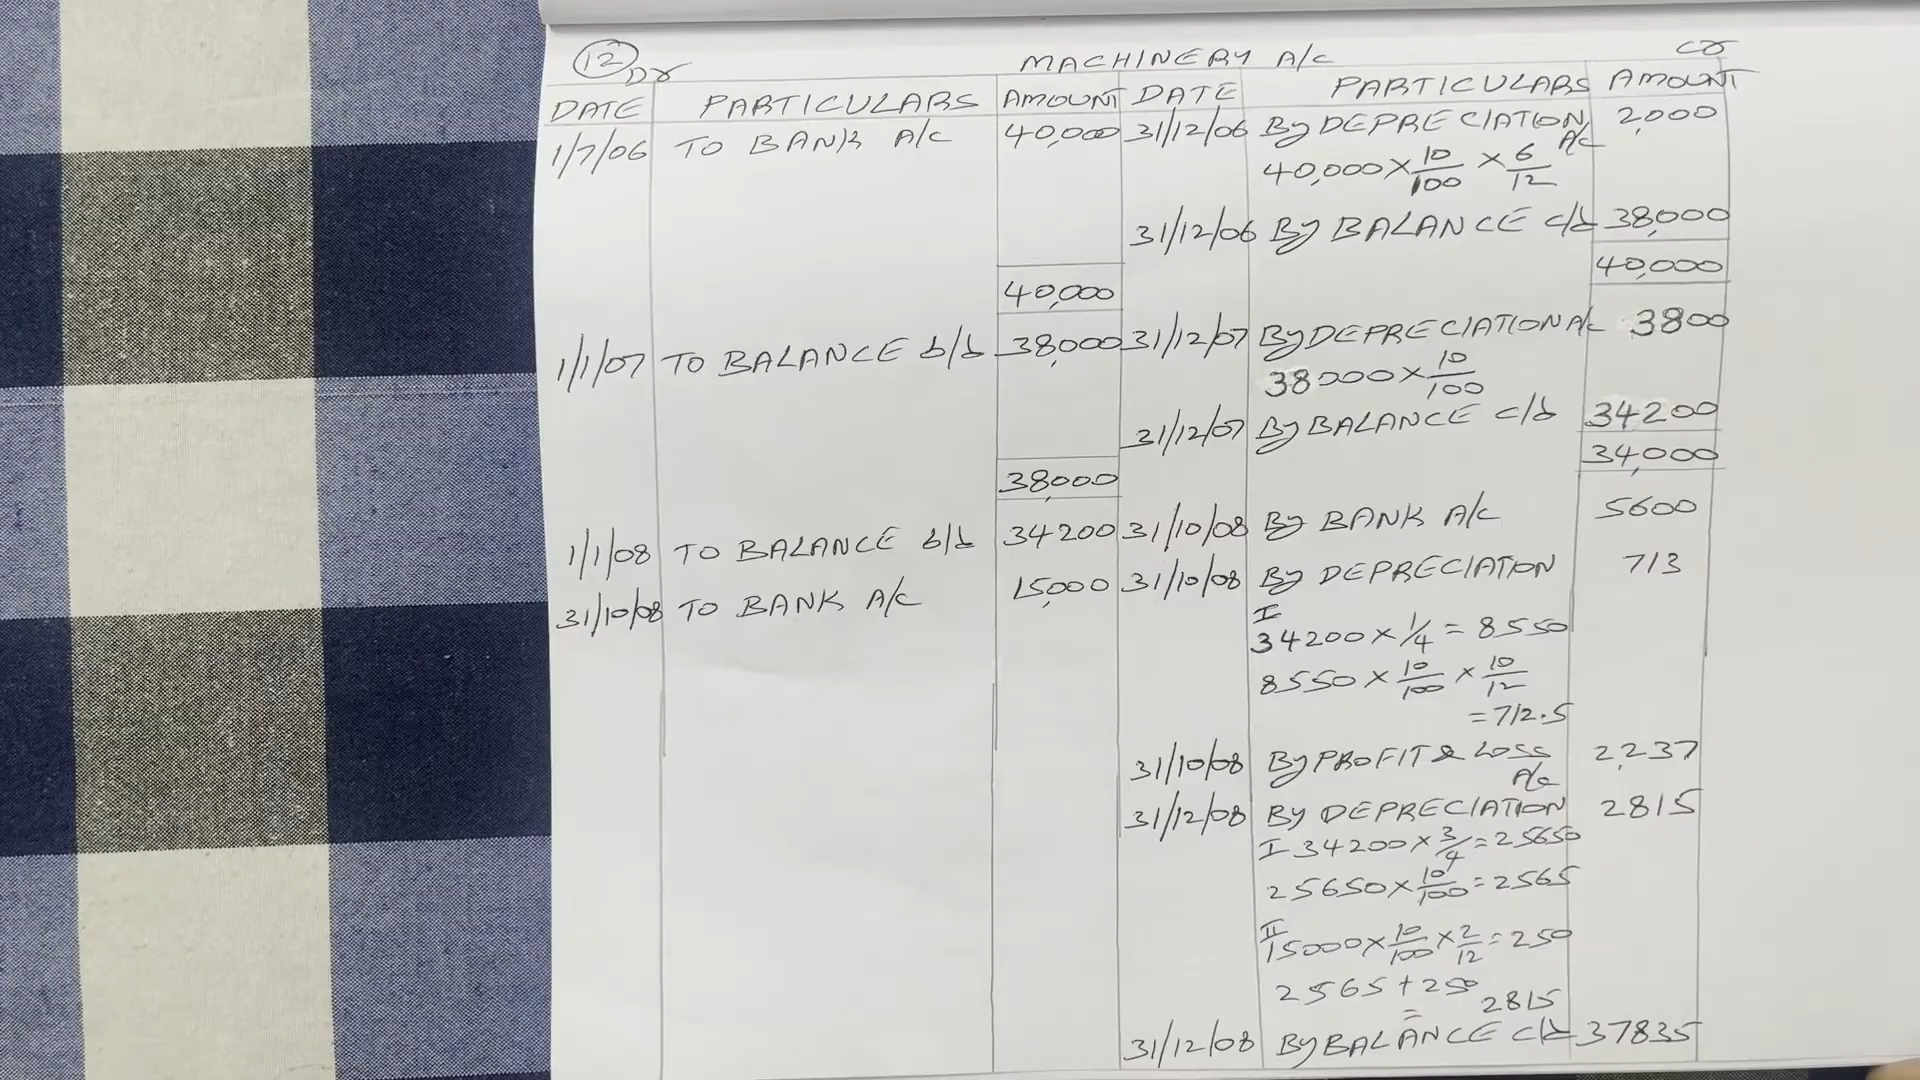 12 MACHINERY A/c
Dr Cr
DATE PARTICULARS AMOUNT DATE PARTICULARS AMOUNT
1/7/06 TO BANK A/c 40,000 31/12/06 By DEPRECIATION A/c 2,000
40,000 × 10/100 × 6/12
31/12/06 By BALANCE c/d 38,000
40,000 40,000
1/1/07 TO BALANCE b/d 38,000 31/12/07 By DEPRECIATION A/c 3800
38000 × 10/100
31/12/07 By BALANCE c/d 34200
38,000 34,000
1/1/08 TO BALANCE b/d 34200 31/10/08 By BANK A/c 5600
31/10/08 TO BANK A/c 15,000 31/10/08 By DEPRECIATION 713
I
34200 × 1/4 = 8550
8550 × 10/100 × 10/12
= 712.5
31/10/08 By PROFIT & LOSS A/c 2,237
31/12/08 By DEPRECIATION 2815
I 34200 × 3/4 = 25650
25650 × 10/100 = 2565
II
15000 × 10/100 × 2/12 = 250
2565 + 250
= 2815
31/12/08 By BALANCE c/d 37835